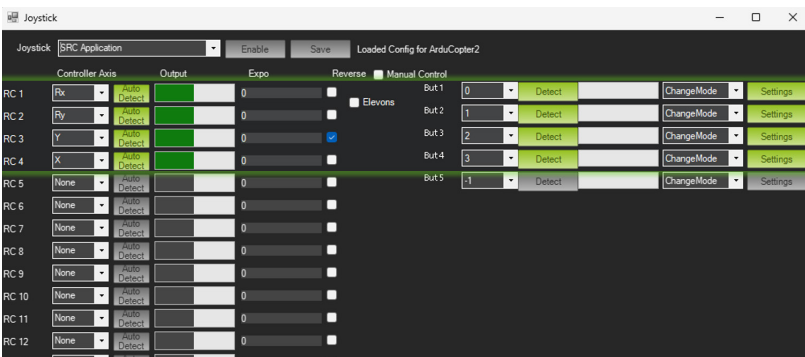 Joystick
Joystick SRC Application Enable Save Loaded Config for ArduCopter2
Controller Axis Output Expo Reverse Manual Control
RC 1 Rx Auto Detect 0 But 1 0 Detect ChangeMode Settings
Elevons
RC 2 Ry Auto Detect 0 But 2 1 Detect ChangeMode Settings
RC 3 Y Auto Detect 0 But 3 2 Detect ChangeMode Settings
RC 4 X Auto Detect 0 But 4 3 Detect ChangeMode Settings
RC 5 None Auto Detect 0 But 5 -1 Detect ChangeMode Settings
RC 6 None Auto Detect 0
RC 7 None Auto Detect 0
RC 8 None Auto Detect 0
RC 9 None Auto Detect 0
RC 10 None Auto Detect 0
RC 11 None Auto Detect 0
RC 12 None Auto Detect 0